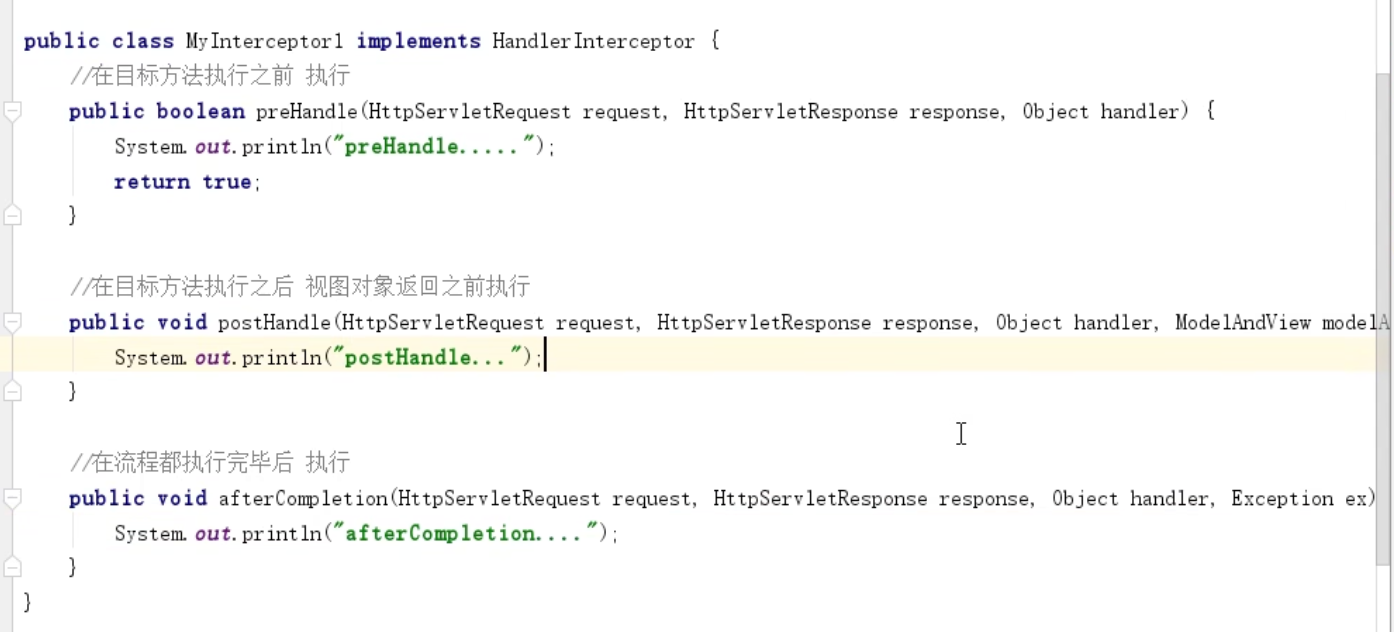 public class MyInterceptor1 implements HandlerInterceptor {
//在目标方法执行之前 执行
public boolean preHandle(HttpServletRequest request, HttpServletResponse response, Object handler) {
System.out.println("preHandle.....");
return true;
}
//在目标方法执行之后 视图对象返回之前执行
public void postHandle(HttpServletRequest request, HttpServletResponse response, Object handler, ModelAndView modelA
System.out.println("postHandle...");
}
//在流程都执行完毕后 执行
public void afterCompletion(HttpServletRequest request, HttpServletResponse response, Object handler, Exception ex)
System.out.println("afterCompletion....");
}
}